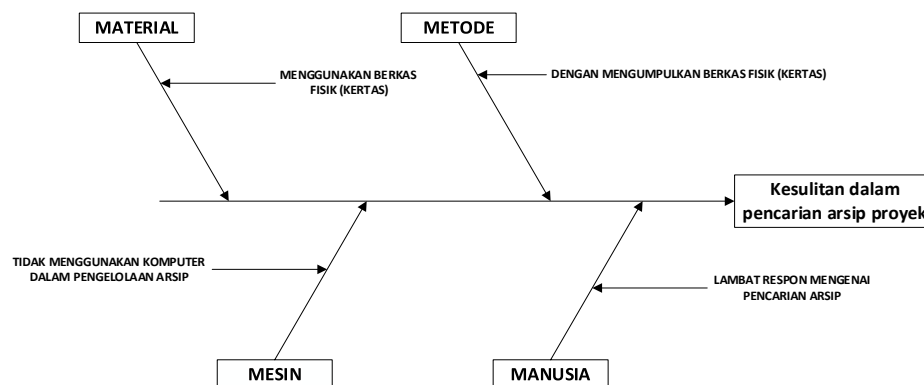 MATERIAL
METODE
MENGGUNAKAN BERKAS
FISIK (KERTAS)
DENGAN MENGUMPULKAN BERKAS FISIK (KERTAS)
Kesulitan dalam
pencarian arsip proyek
TIDAK MENGGUNAKAN KOMPUTER
DALAM PENGELOLAAN ARSIP
LAMBAT RESPON MENGENAI
PENCARIAN ARSIP
MESIN
MANUSIA